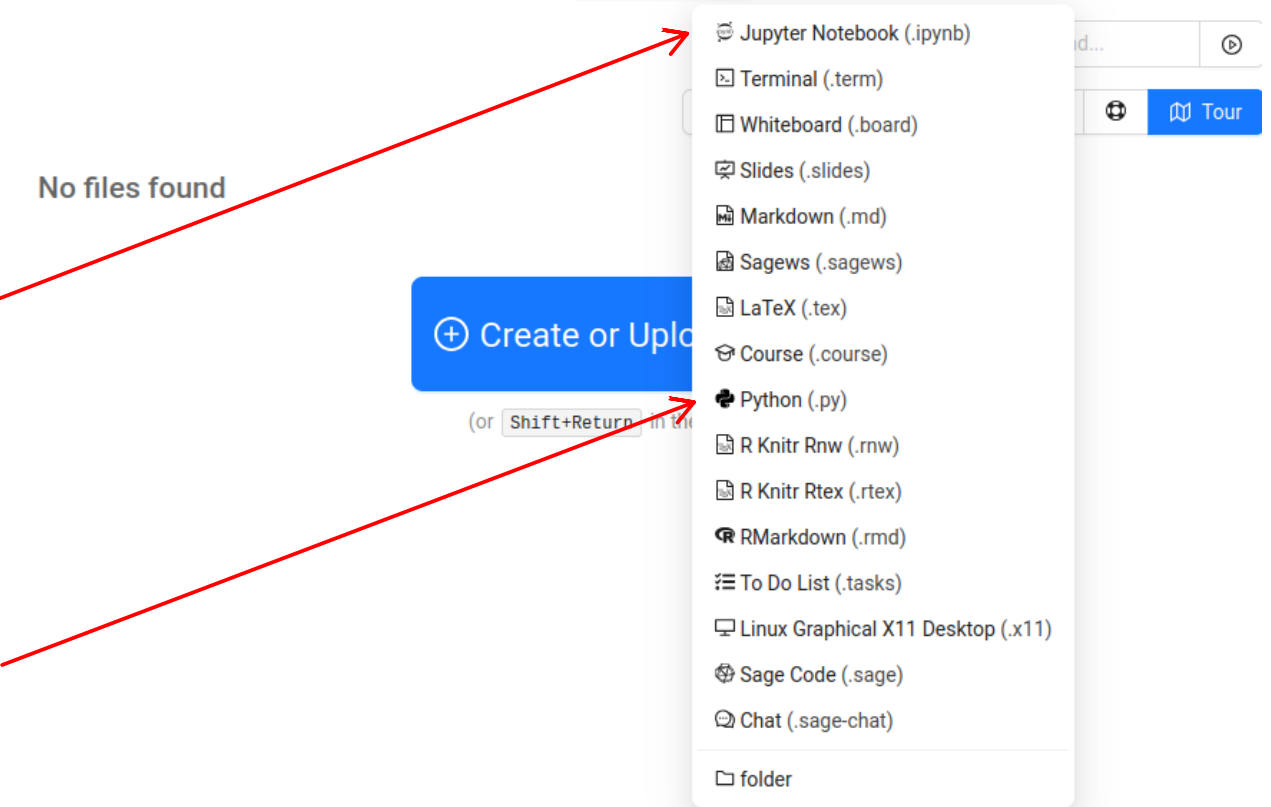 Jupyter Notebook (.ipynb)
Terminal (.term)
Tour
Whiteboard (.board)
Slides (.slides)
No files found
Markdown (.md)
Sagews (.sagews)
LaTeX (.tex)
Create or
Course (.course)
Python (.py)
(or Shift+Return in
R Knitr Rnw (.rnw)
R Knitr Rtex (.rtex)
RMarkdown (.rmd)
To Do List (.tasks)
Linux Graphical X11 Desktop (.x11)
Sage Code (.sage)
Chat (.sage-chat)
folder